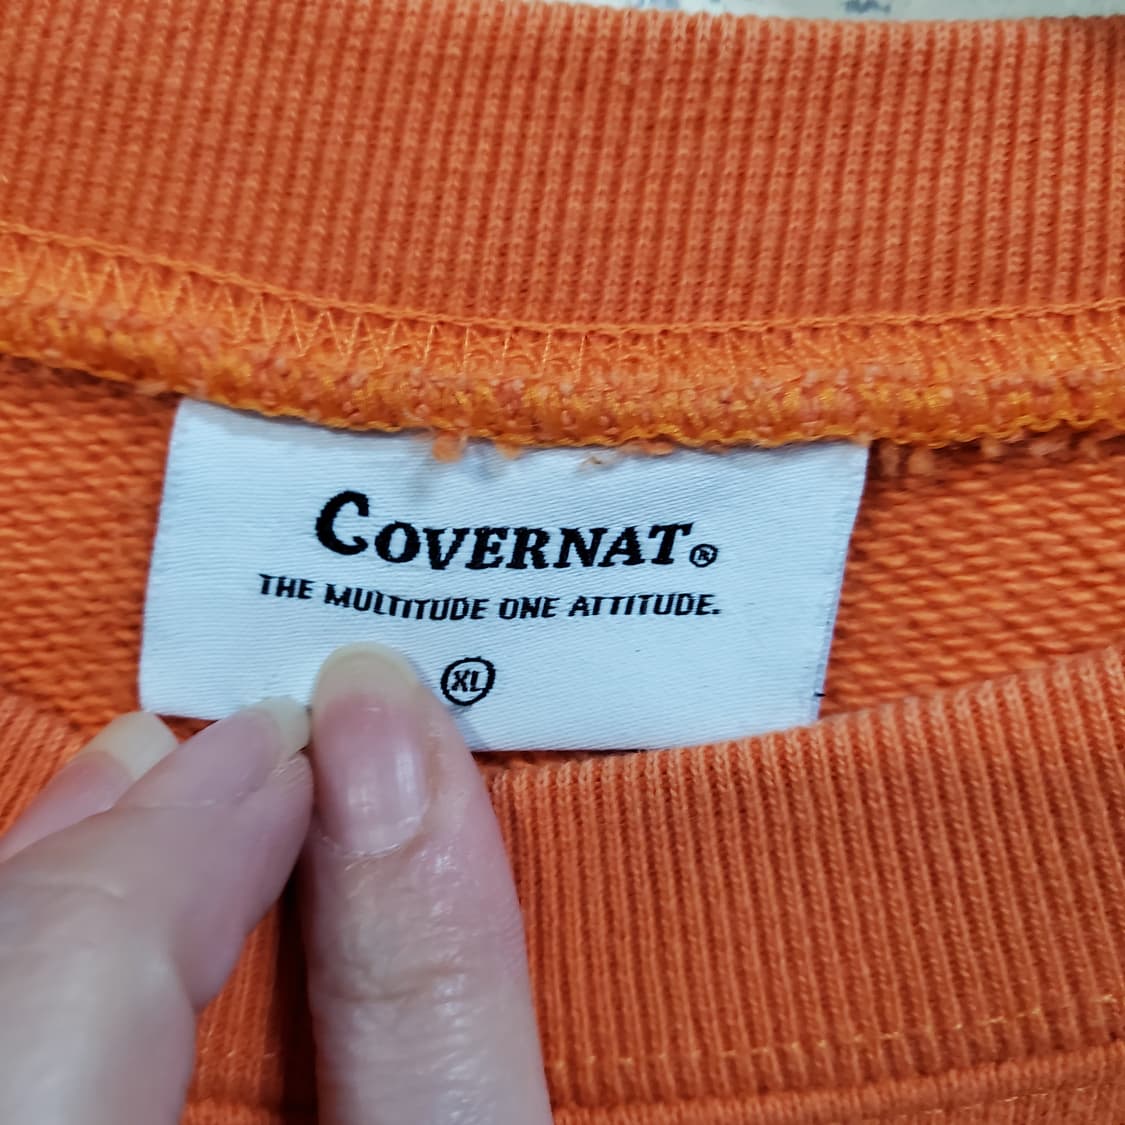 COVERNAT®
THE MULTITUDE ONE ATTITUDE.
XL